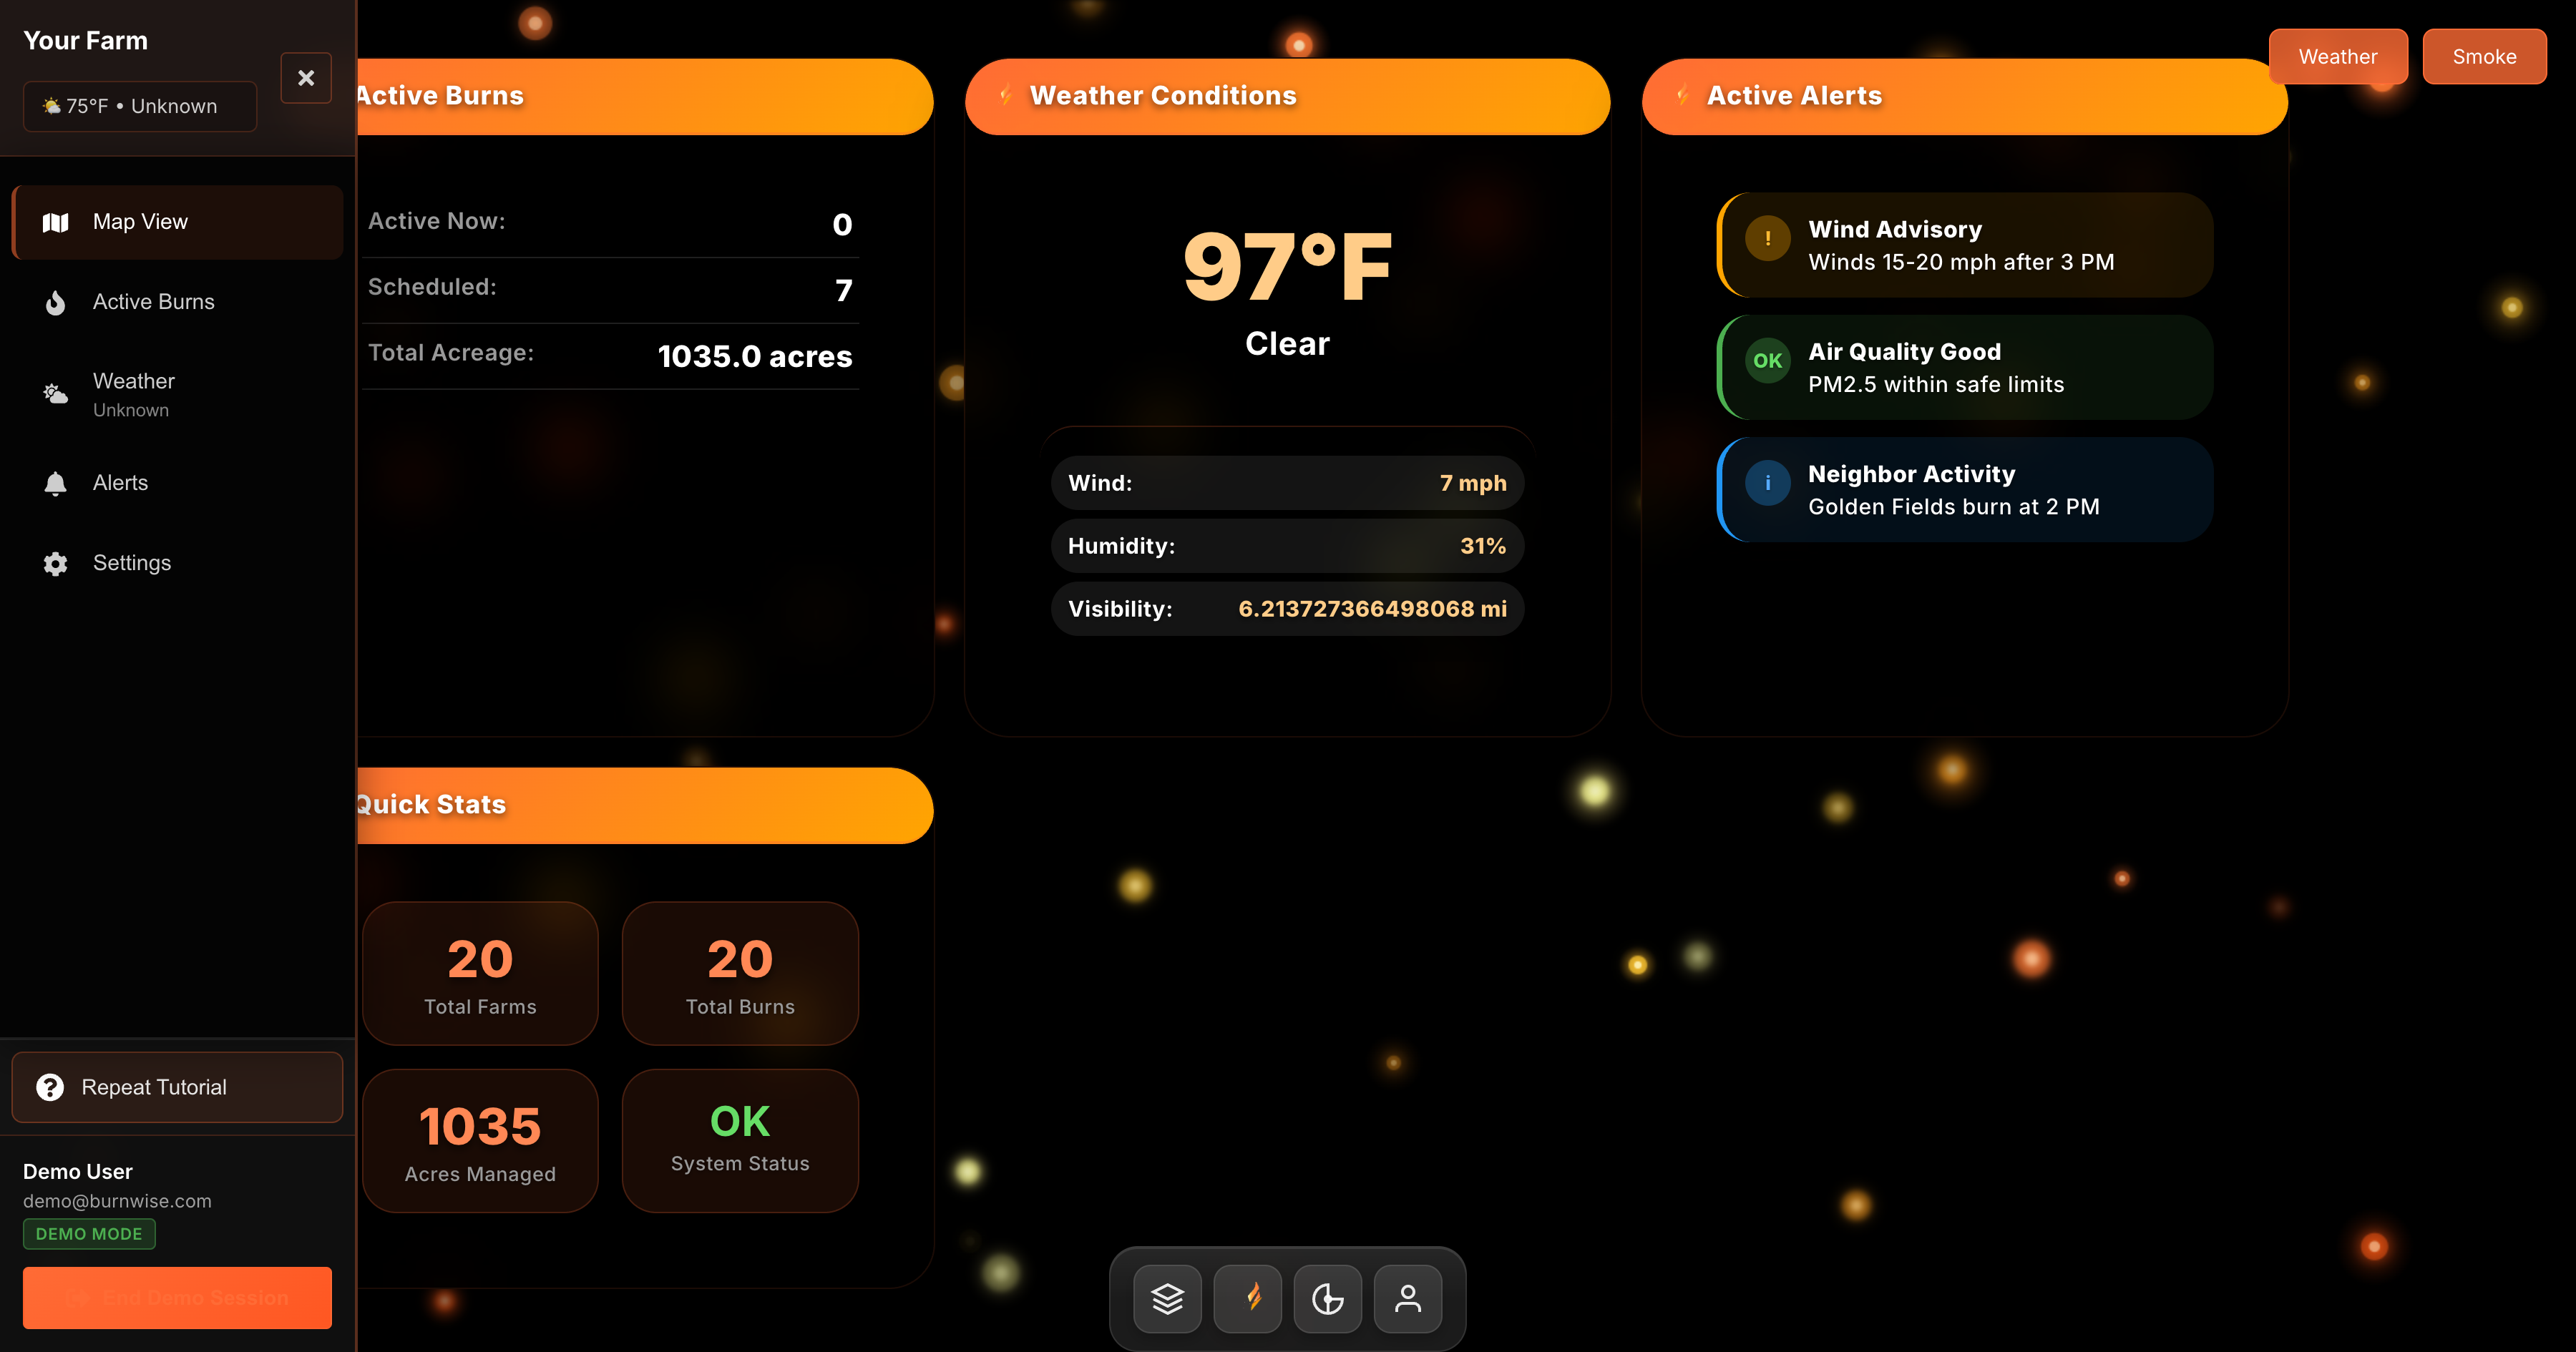 Your Farm
75°F • Unknown
Map View
Active Burns
Weather
Unknown
Alerts
Settings
Repeat Tutorial
Demo User
demo@burnwise.com
DEMO MODE
End Demo Session
Active Burns
Active Now: 0
Scheduled: 7
Total Acreage: 1035.0 acres
Weather Conditions
97°F
Clear
Wind: 7 mph
Humidity: 31%
Visibility: 6.213727366498068 mi
Active Alerts
!
Wind Advisory
Winds 15-20 mph after 3 PM
OK
Air Quality Good
PM2.5 within safe limits
i
Neighbor Activity
Golden Fields burn at 2 PM
Weather
Smoke
Quick Stats
20
Total Farms
20
Total Burns
1035
Acres Managed
OK
System Status